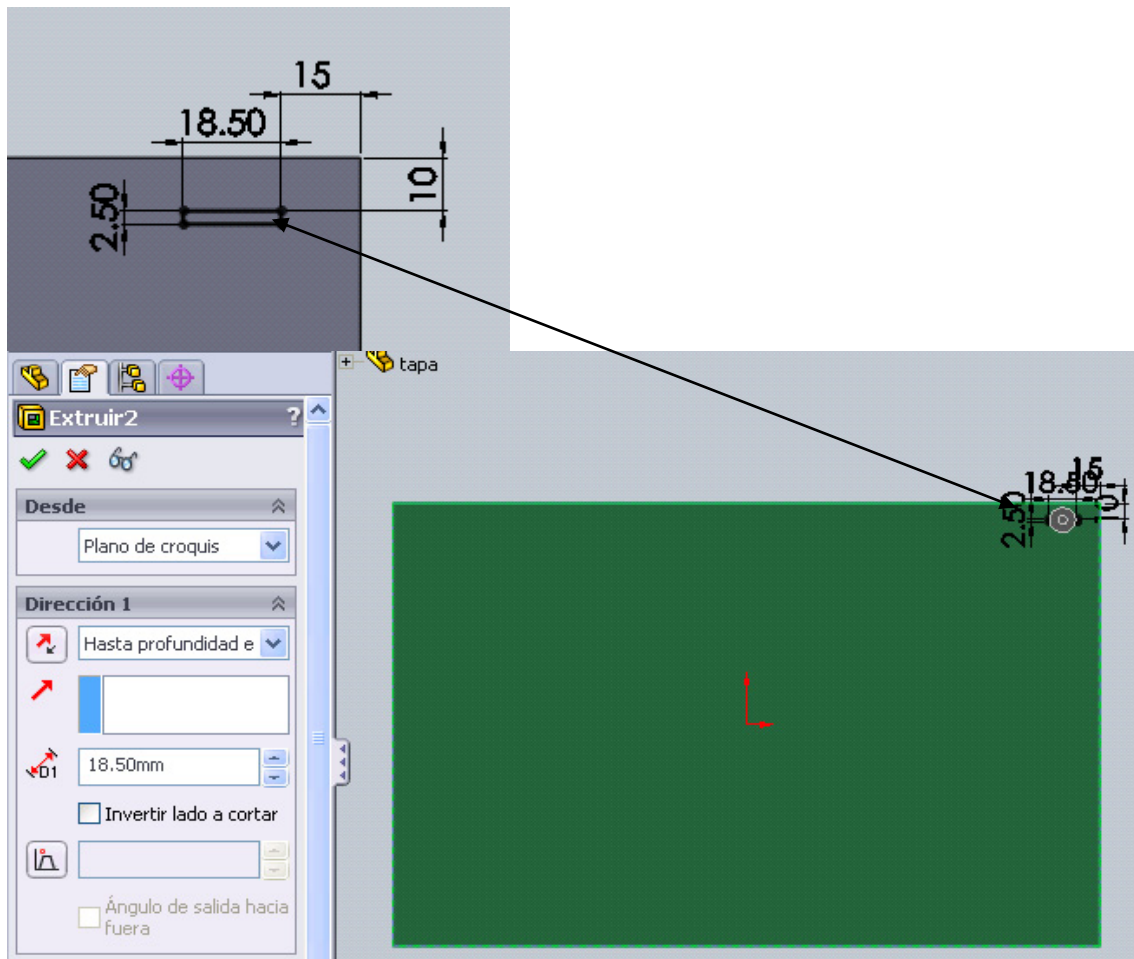 15
18.50
10
2.50
tapa
Extruir2 ?
Desde
Plano de croquis
Dirección 1
Hasta profundidad e
D1
18.50mm
Invertir lado a cortar
Ángulo de salida hacia
fuera
15
18.50
2.50